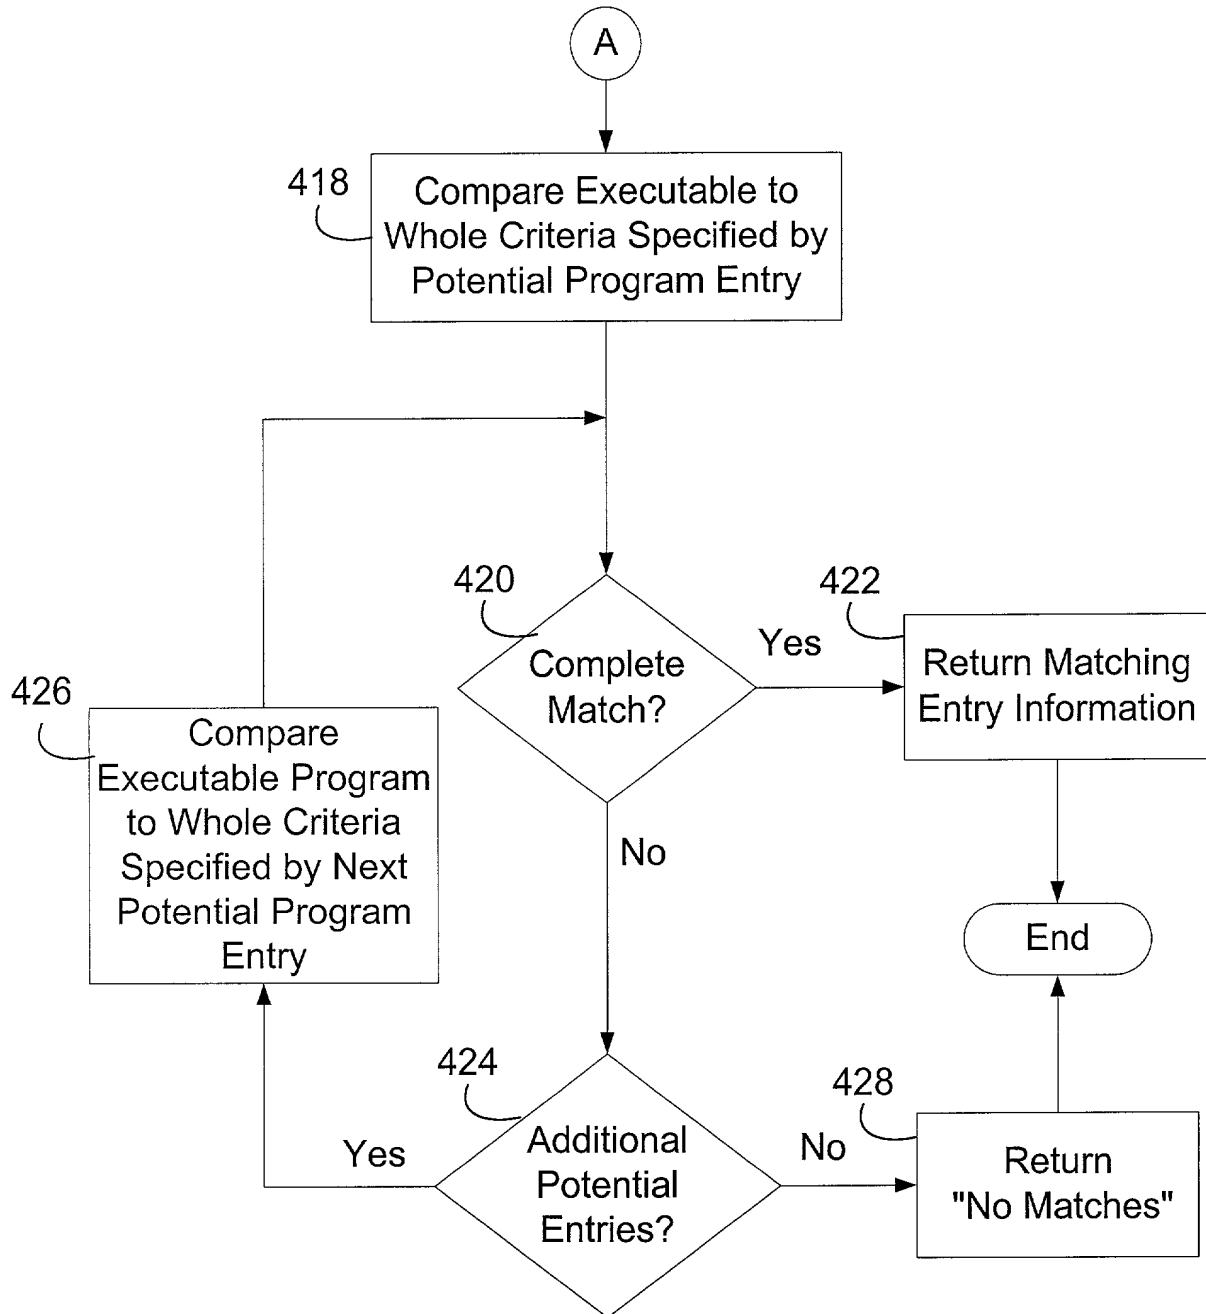 A
418
Compare Executable to
Whole Criteria Specified by
Potential Program Entry
420
Complete
Match?
Yes
422
Return Matching
Entry Information
426
Compare
Executable Program
to Whole Criteria
Specified by Next
Potential Program
Entry
No
End
424
Additional
Potential
Entries?
Yes
No
428
Return
"No Matches"